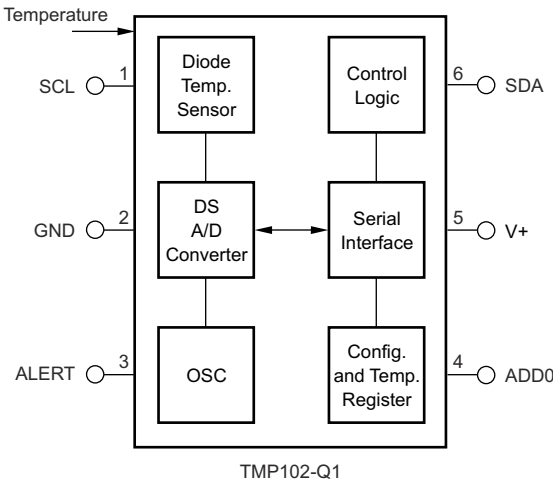 Temperature
SCL
1
Diode
Temp.
Sensor
Control
Logic
6
SDA
GND
2
DS
A/D
Converter
Serial
Interface
5
V+
ALERT
3
OSC
Config.
and Temp.
Register
4
ADD0
TMP102-Q1